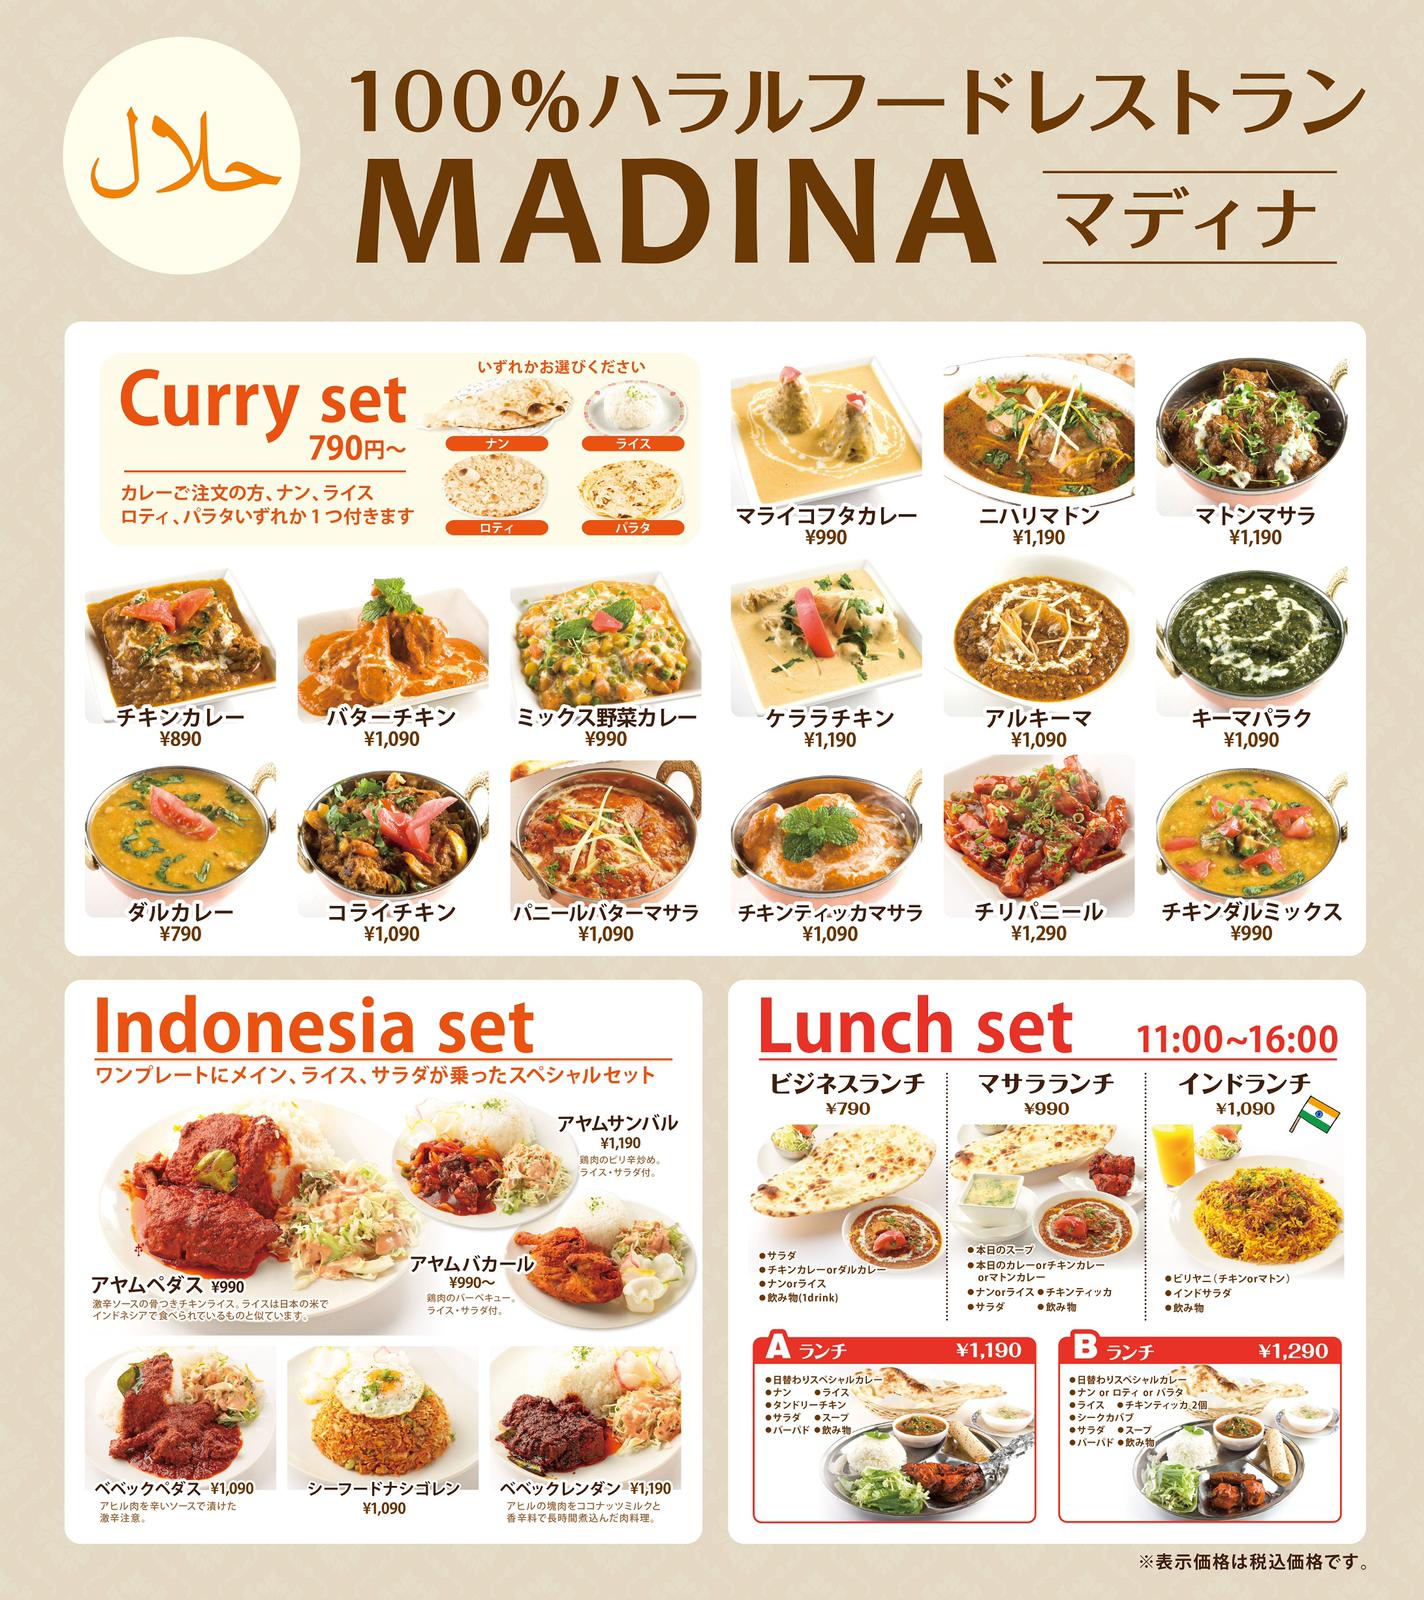 حلال
100%ハラルフードレストラン
MADINA
マディナ
Curry set
790円〜
カレーご注文の方、ナン、ライス
ロティ、パラタいずれか1つ付きます
いずれかお選びください
ナン
ライス
ロティ
パラタ
マライコフタカレー
¥990
ニハリマトン
¥1,190
マトンマサラ
¥1,190
チキンカレー
¥890
バターチキン
¥1,090
ミックス野菜カレー
¥990
ケララチキン
¥1,190
アルキーマ
¥1,090
キーマパラク
¥1,090
ダルカレー
¥790
コライチキン
¥1,090
パニールバターマサラ
¥1,090
チキンティッカマサラ
¥1,090
チリパニール
¥1,290
チキンダルミックス
¥990
Indonesia set
ワンプレートにメイン、ライス、サラダが乗ったスペシャルセット
アヤムサンバル
¥1,190
鶏肉のピリ辛炒め。
ライス・サラダ付。
アヤムバカール
¥990〜
鶏肉のバーベキュー。
ライス・サラダ付。
アヤムペダス ¥990
激辛ソースの骨つきチキンライス。ライスは日本の米で
インドネシアで食べられているものと似ています。
ベベックペダス ¥1,090
アヒル肉を辛いソースで漬けた
激辛注意。
シーフードナシゴレン
¥1,090
ベベックレンダン ¥1,190
アヒルの塊肉をココナッツミルクと
香辛料で長時間煮込んだ肉料理。
Lunch set
11:00~16:00
ビジネスランチ
¥790
●サラダ
●チキンカレーorダルカレー
●ナンorライス
●飲み物(1drink)
マサラランチ
¥990
●本日のスープ
●本日のカレーorチキンカレー
orマトンカレー
●ナンorライス ●チキンティッカ
●サラダ ●飲み物
インドランチ
¥1,090
●ビリヤニ(チキンorマトン)
●インドサラダ
●飲み物
A ランチ ¥1,190
●日替わりスペシャルカレー
●ナン ●ライス
●タンドリーチキン
●サラダ ●スープ
●パーパド ●飲み物
B ランチ ¥1,290
●日替わりスペシャルカレー
●ナン or ロティ or パラタ
●ライス ●チキンティッカ 2個
●シークカバブ
●サラダ ●スープ
●パーパド ●飲み物
※表示価格は税込価格です。